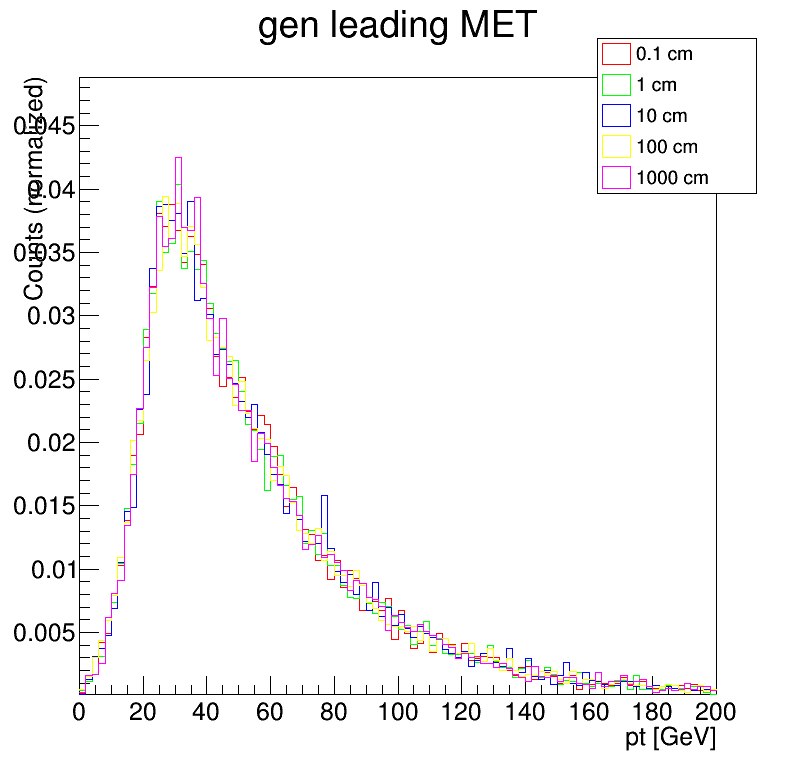 gen leading MET
0.1 cm
1 cm
10 cm
100 cm
1000 cm
Counts (normalized)
0.045
0.04
0.035
0.03
0.025
0.02
0.015
0.01
0.005
0 20 40 60 80 100 120 140 160 180 200
pt [GeV]